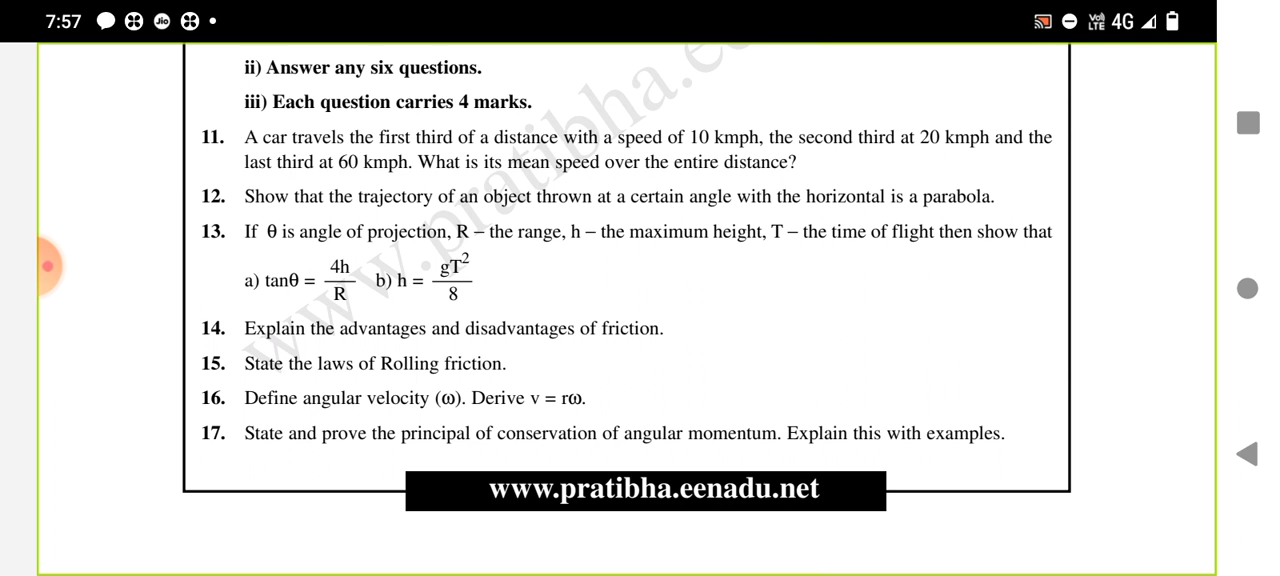 7:57 Jio Vo) LTE 4G
ii) Answer any six questions.
iii) Each question carries 4 marks.
11. A car travels the first third of a distance with a speed of 10 kmph, the second third at 20 kmph and the
last third at 60 kmph. What is its mean speed over the entire distance?
12. Show that the trajectory of an object thrown at a certain angle with the horizontal is a parabola.
13. If θ is angle of projection, R – the range, h – the maximum height, T – the time of flight then show that
a) tanθ = 4h/R b) h = gT²/8
14. Explain the advantages and disadvantages of friction.
15. State the laws of Rolling friction.
16. Define angular velocity (ω). Derive v = rω.
17. State and prove the principal of conservation of angular momentum. Explain this with examples.
www.pratibha.ee
www.pratibha.eenadu.net